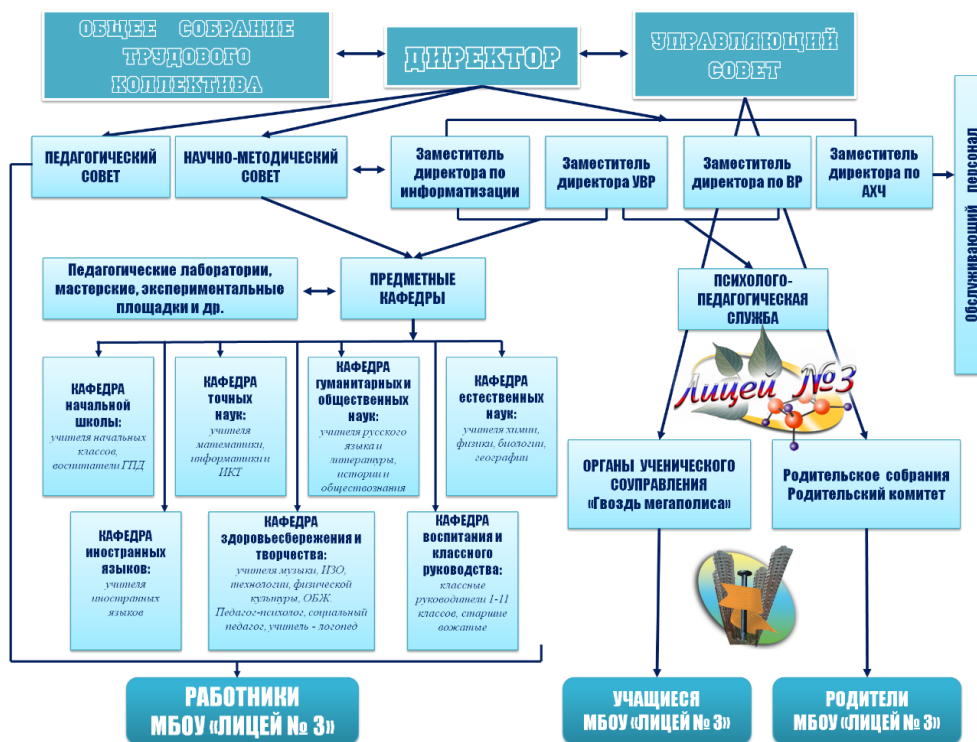 ОБЩЕЕ СОБРАНИЕ
ТРУДОВОГО
КОЛЛЕКТИВА
ДИРЕКТОР
УПРАВЛЯЮЩИЙ
СОВЕТ
ПЕДАГОГИЧЕСКИЙ
СОВЕТ
НАУЧНО-МЕТОДИЧЕСКИЙ
СОВЕТ
Заместитель
директора по
информатизации
Заместитель
директора УВР
Заместитель
директора по ВР
Заместитель
директора по
АХЧ
Обслуживающий персонал
Педагогические лаборатории,
мастерские, экспериментальные
площадки и др.
ПРЕДМЕТНЫЕ
КАФЕДРЫ
ПСИХОЛОГО-
ПЕДАГОГИЧЕСКАЯ
СЛУЖБА
Лицей №3
КАФЕДРА
начальной
школы:
учителя начальных
классов,
воспитатели ГПД
КАФЕДРА
точных
наук:
учителя
математики,
информатики и
ИКТ
КАФЕДРА
гуманитарных и
общественных наук:
учителя русского
языка и
литературы,
истории и
обществознания
КАФЕДРА
естественных
наук:
учителя химии,
физики, биологии,
географии
ОРГАНЫ УЧЕНИЧЕСКОГО
СОУПРАВЛЕНИЯ
«Гвоздь мегаполиса»
Родительское собрания
Родительский комитет
КАФЕДРА
иностранных
языков:
учителя
иностранных
языков
КАФЕДРА
здоровьесбережения и
творчества:
учителя музыки, ИЗО,
технологии, физической
культуры, ОБЖ.
Педагог-психолог, социальный
педагог, учитель - логопед
КАФЕДРА
воспитания и
классного
руководства:
классные
руководители 1-11
классов, старшие
вожатые
РАБОТНИКИ
МБОУ «ЛИЦЕЙ № 3»
УЧАЩИЕСЯ
МБОУ «ЛИЦЕЙ № 3»
РОДИТЕЛИ
МБОУ «ЛИЦЕЙ № 3»